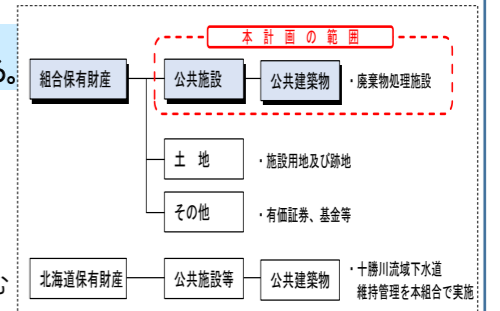 本計画の範囲
る。
組合保有財産
公共施設
公共建築物
・廃棄物処理施設
土 地
・施設用地及び跡地
その他
・有価証券、基金等
む
北海道保有財産
公共施設等
公共建築物
・十勝川流域下水道
維持管理を本組合で実施